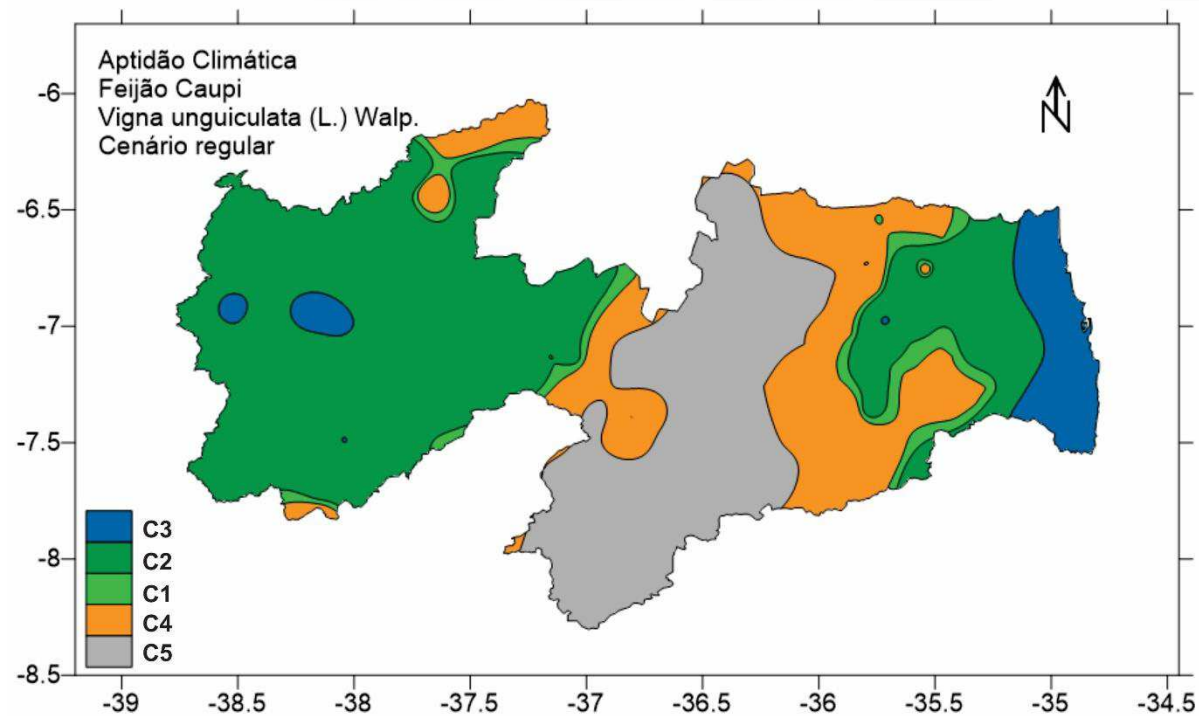 Aptidão Climática
Feijão Caupi
Vigna unguiculata (L.) Walp.
Cenário regular
N
-6
-6.5
-7
-7.5
-8
-8.5
C3
C2
C1
C4
C5
-39
-38.5
-38
-37.5
-37
-36.5
-36
-35.5
-35
-34.5